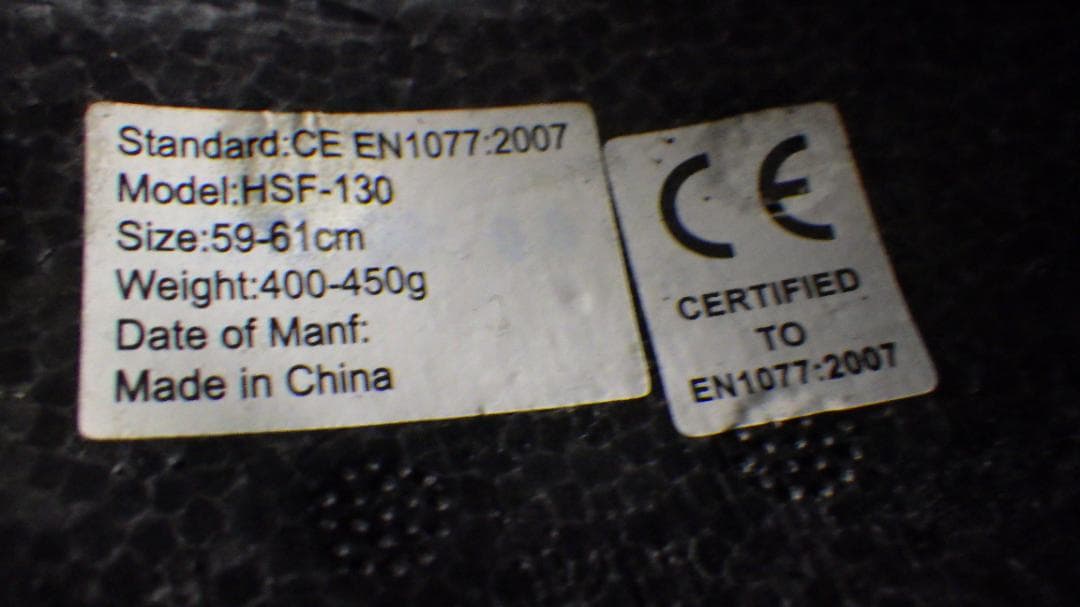 Standard:CE EN1077:2007
Model:HSF-130
Size:59-61cm
Weight:400-450g
Date of Manf:
Made in China
CE
CERTIFIED
TO
EN1077:2007